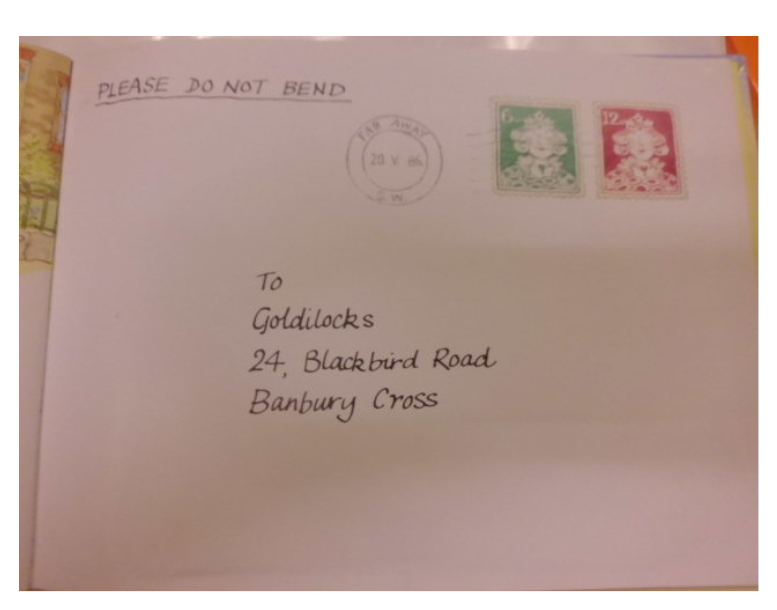 PLEASE DO NOT BEND
FAR AWAY
20 V 86
S.W.
6
12
To
Goldilocks
24, Blackbird Road
Banbury Cross